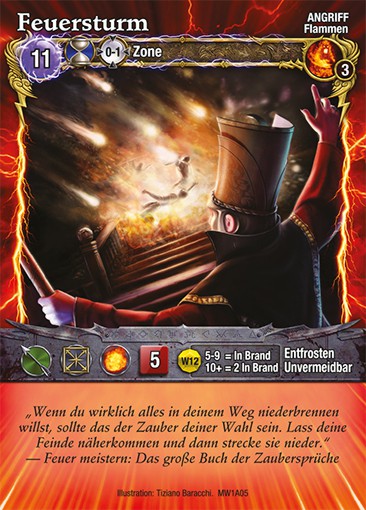 Feuersturm
ANGRIFF
Flammen
11
0-1
Zone
3
5
W12
5-9 = In Brand
10+ = 2 In Brand
Entfrosten
Unvermeidbar
„Wenn du wirklich alles in deinem Weg niederbrennen
willst, sollte das der Zauber deiner Wahl sein. Lass deine
Feinde näherkommen und dann strecke sie nieder.“
— Feuer meistern: Das große Buch der Zaubersprüche
Illustration: Tiziano Baracchi. MW1A05